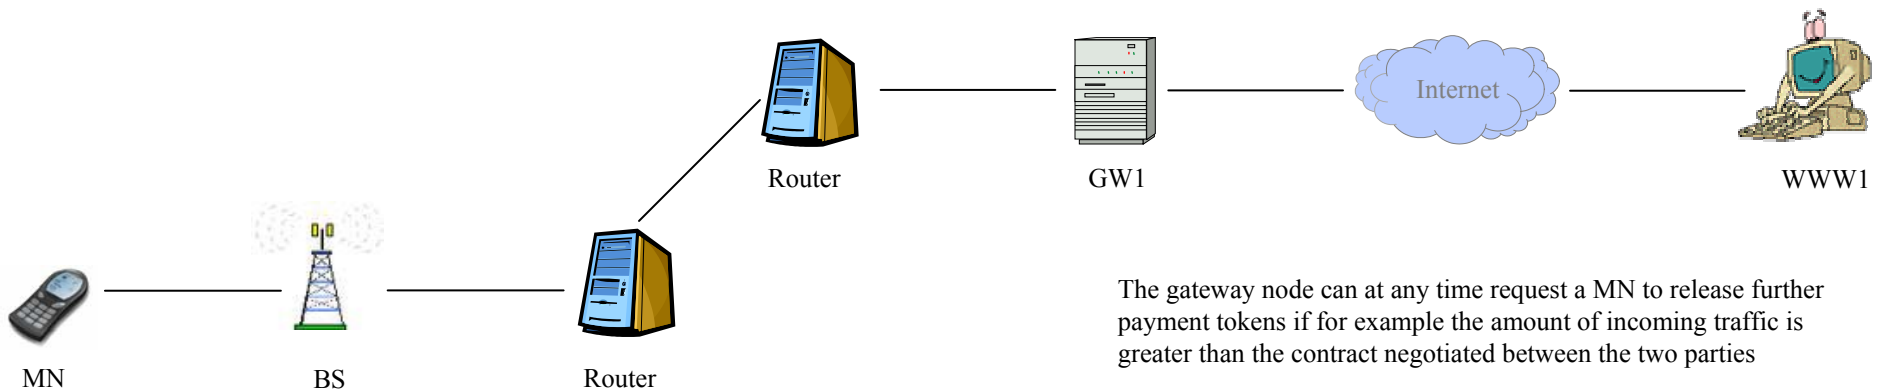 Internet
Router
GW1
WWW1
The gateway node can at any time request a MN to release further
payment tokens if for example the amount of incoming traffic is
greater than the contract negotiated between the two parties
MN
BS
Router